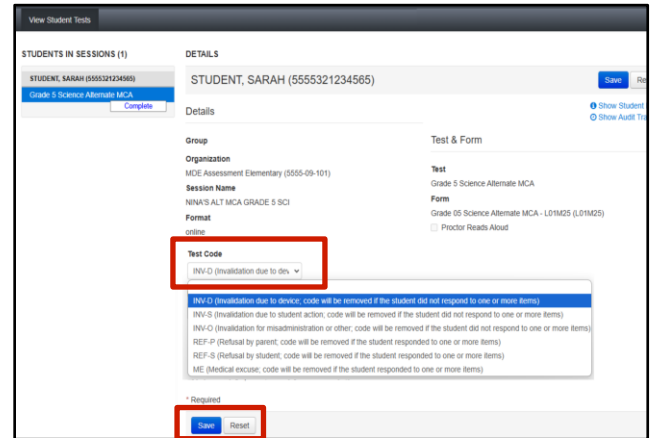 View Student Tests
STUDENTS IN SESSIONS (1)
STUDENT, SARAH (5555321234565)
Grade 5 Science Alternate MCA
Complete
DETAILS
STUDENT, SARAH (5555321234565)
Save
Details
Show Student
Show Audit
Group
Organization
MDE Assessment Elementary (5555-09-101)
Session Name
NINA'S ALT MCA GRADE 5 SCI
Format
online
Test & Form
Test
Grade 5 Science Alternate MCA
Form
Grade 05 Science Alternate MCA - L01M25 (L01M25)
Proctor Reads Aloud
Test Code
INV-D (Invalidation due to
INV-D (Invalidation due to device; code will be removed if the student did not respond to one or more items)
INV-S (Invalidation due to student action; code will be removed if the student did not respond to one or more items)
INV-O (Invalidation for misadministration or other; code will be removed if the student did not respond to one or more items)
REF-P (Refusal by parent; code will be removed if the student responded to one or more items)
REF-S (Refusal by student; code will be removed if the student responded to one or more items)
ME (Medical excuse; code will be removed if the student responded to one or more items)
* Required
Save Reset